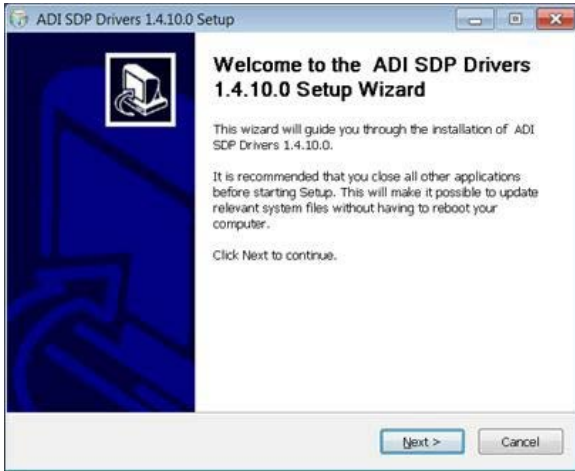 ADI SDP Drivers 1.4.10.0 Setup
Welcome to the ADI SDP Drivers
1.4.10.0 Setup Wizard
This wizard will guide you through the installation of ADI
SDP Drivers 1.4.10.0.
It is recommended that you close all other applications
before starting Setup. This will make it possible to update
relevant system files without having to reboot your
computer.
Click Next to continue.
Next >
Cancel